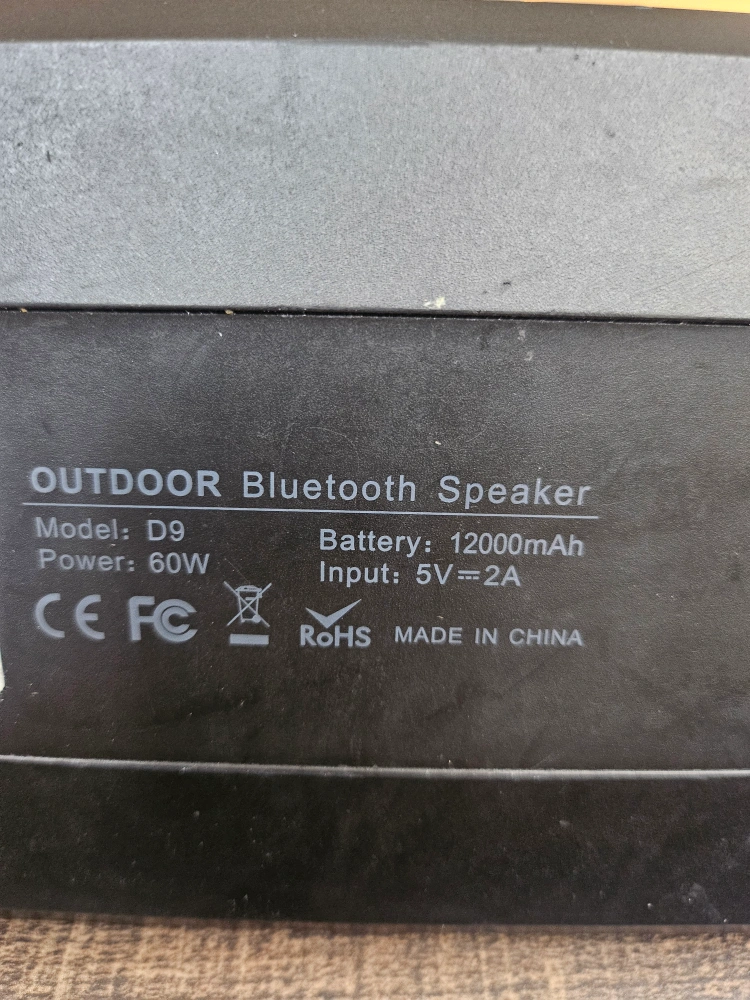 OUTDOOR Bluetooth Speaker
Model: D9
Power: 60W
Battery: 12000mAh
Input: 5V⎓2A
CE FC RoHS MADE IN CHINA